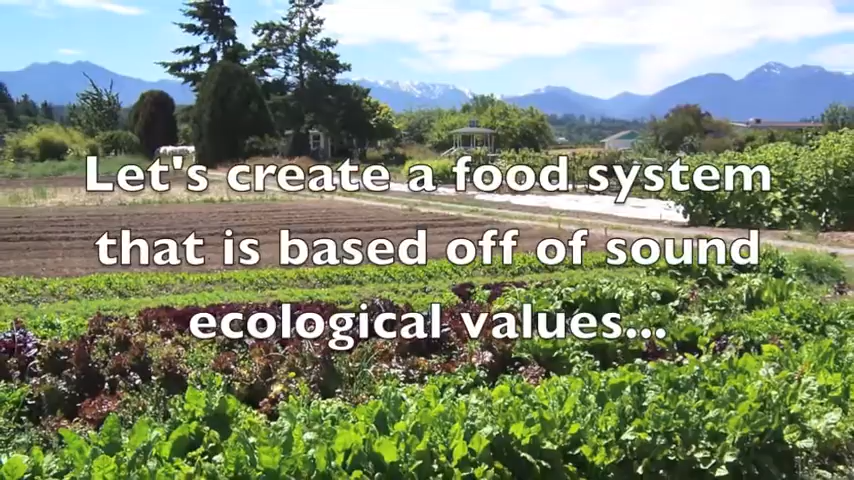 Let's create a food system
that is based off of sound
ecological values...